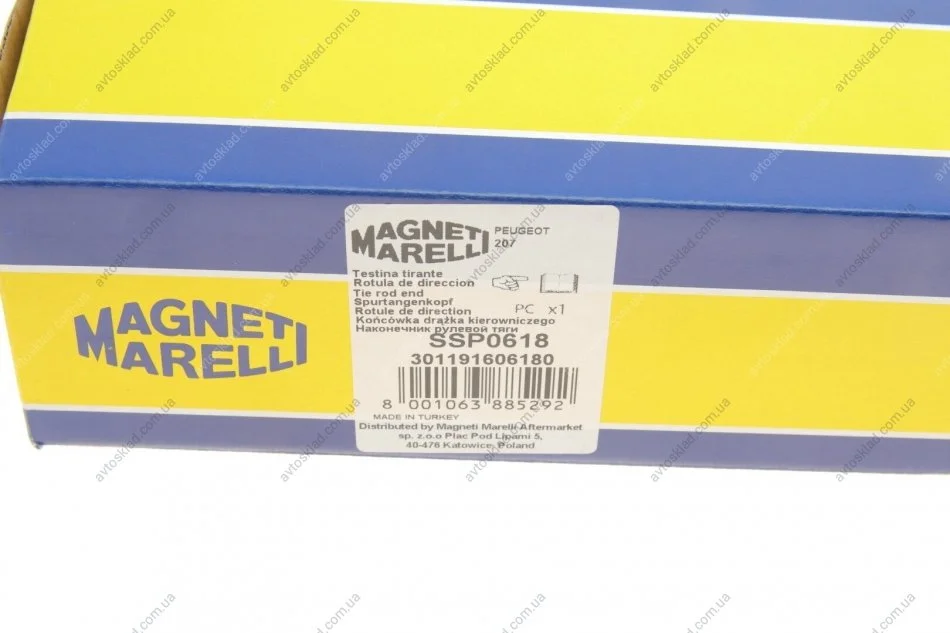 MAGNETI
MARELLI
PEUGEOT
207
Testina tirante
Rotula de direccion
Tie rod end
Spurtangenkopf
Rotule de direction
Końcówka drążka kierowniczego
Наконечник рулевой тяги
PC x1
SSP0618
301191606180
8 001063 885292
MADE IN TURKEY
Distributed by Magneti Marelli Aftermarket
sp. z.o.o Plac Pod Lipami 5,
40-476 Katowice, Poland
MAGNETI
MARELLI
avtosklad.com.ua